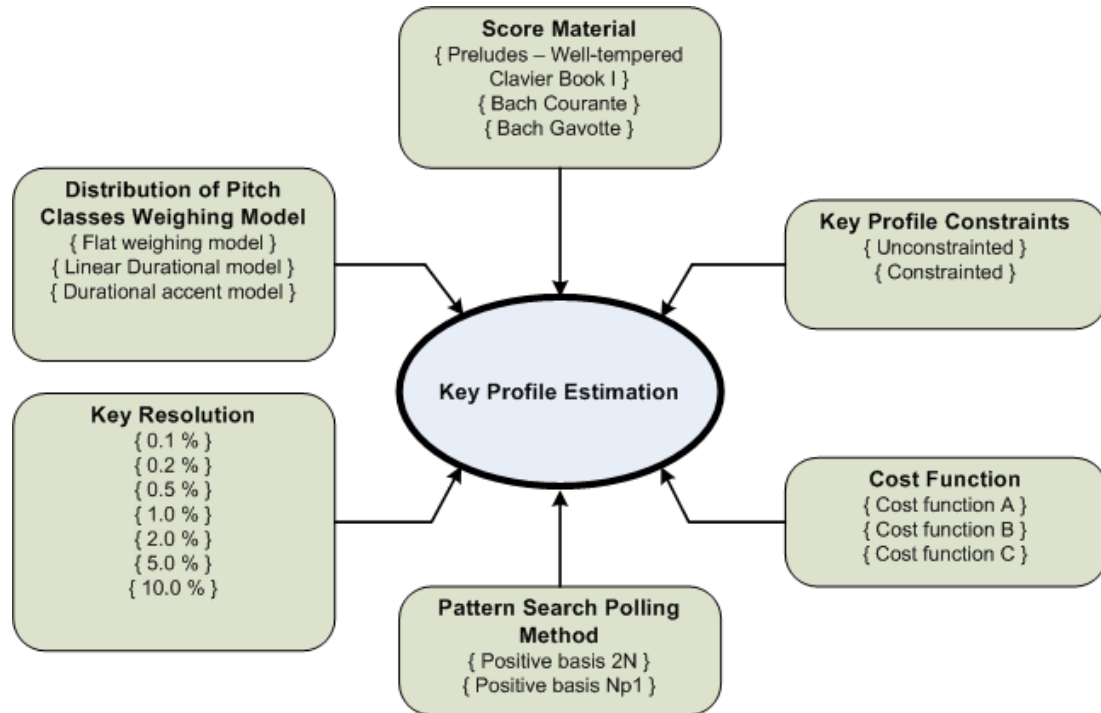 Score Material
{ Preludes – Well-tempered
Clavier Book I }
{ Bach Courante }
{ Bach Gavotte }
Distribution of Pitch
Classes Weighing Model
{ Flat weighing model }
{ Linear Durational model }
{ Durational accent model }
Key Profile Constraints
{ Unconstrainted }
{ Constrainted }
Key Profile Estimation
Key Resolution
{ 0.1 % }
{ 0.2 % }
{ 0.5 % }
{ 1.0 % }
{ 2.0 % }
{ 5.0 % }
{ 10.0 % }
Cost Function
{ Cost function A }
{ Cost function B }
{ Cost function C }
Pattern Search Polling
Method
{ Positive basis 2N }
{ Positive basis Np1 }